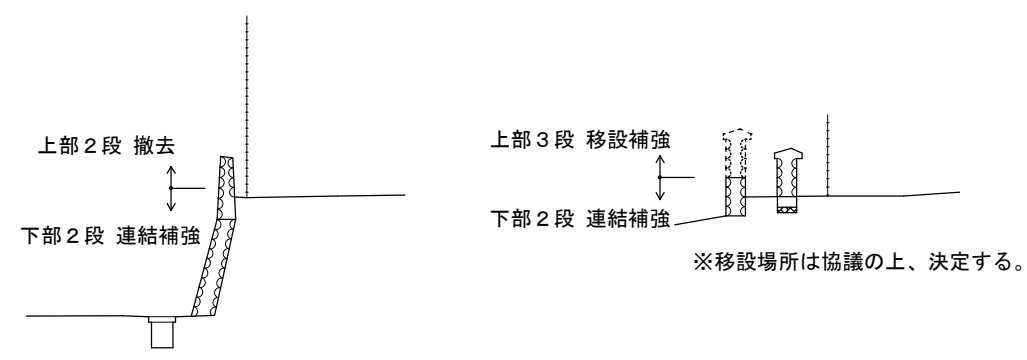 上部２段 撤去
下部２段 連結補強
上部３段 移設補強
下部２段 連結補強
※移設場所は協議の上、決定する。